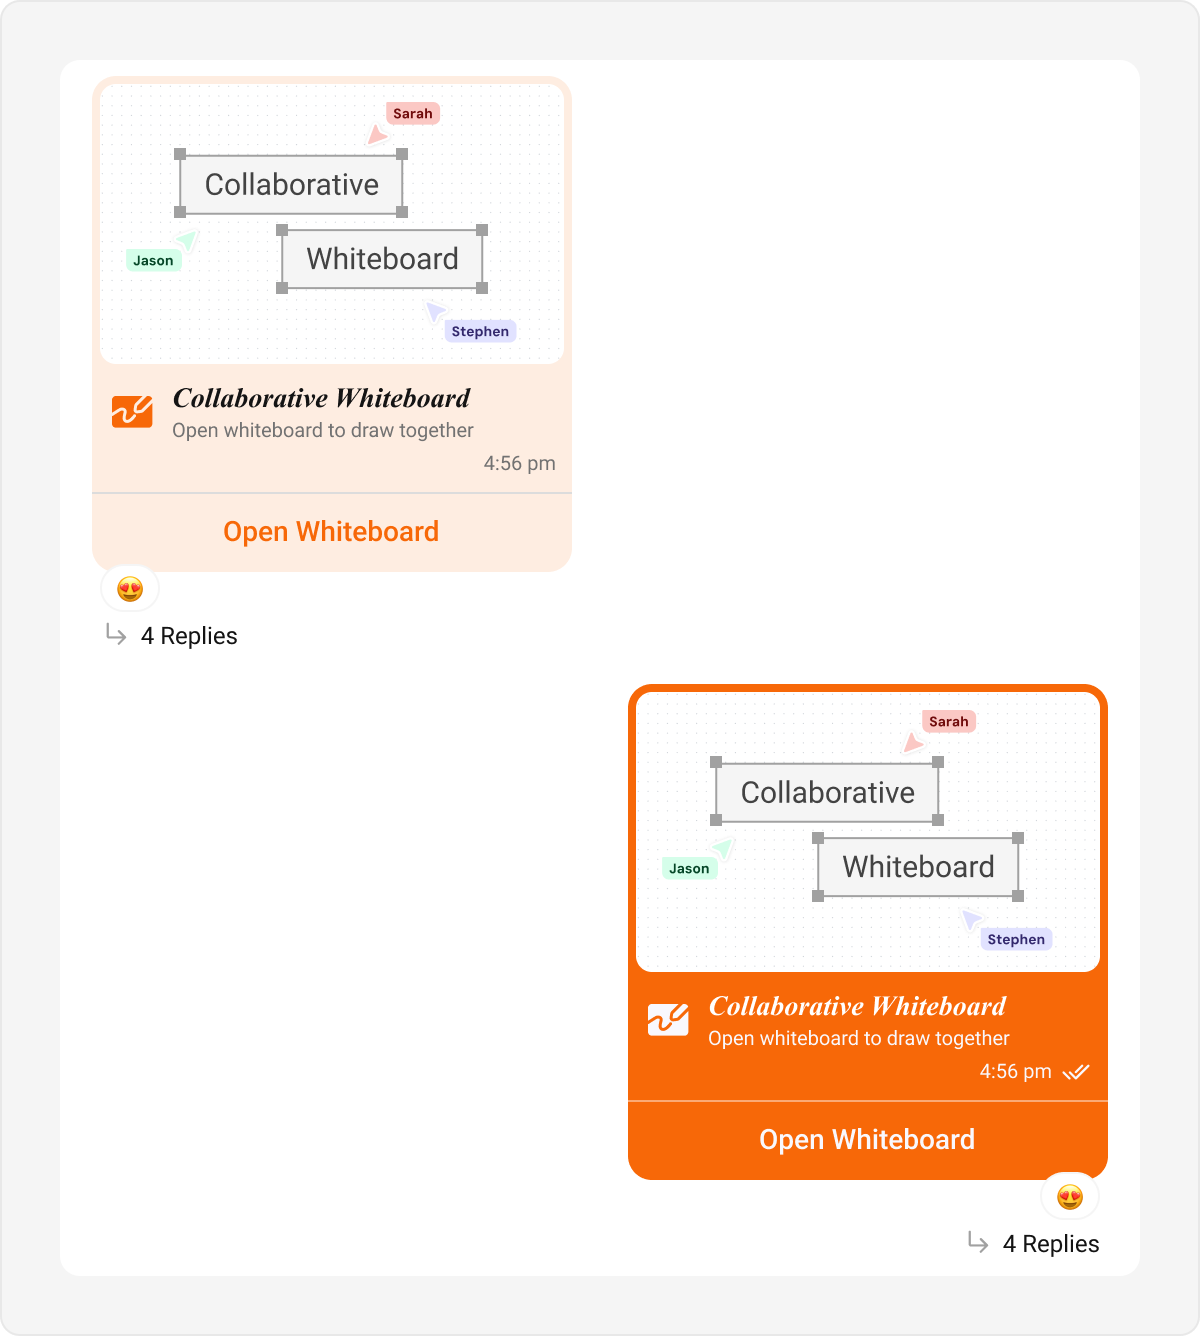 Sarah
Collaborative
Whiteboard
Jason
Stephen
Collaborative Whiteboard
Open whiteboard to draw together
4:56 pm
Open Whiteboard
4 Replies
Sarah
Collaborative
Whiteboard
Jason
Stephen
Collaborative Whiteboard
Open whiteboard to draw together
4:56 pm
Open Whiteboard
4 Replies